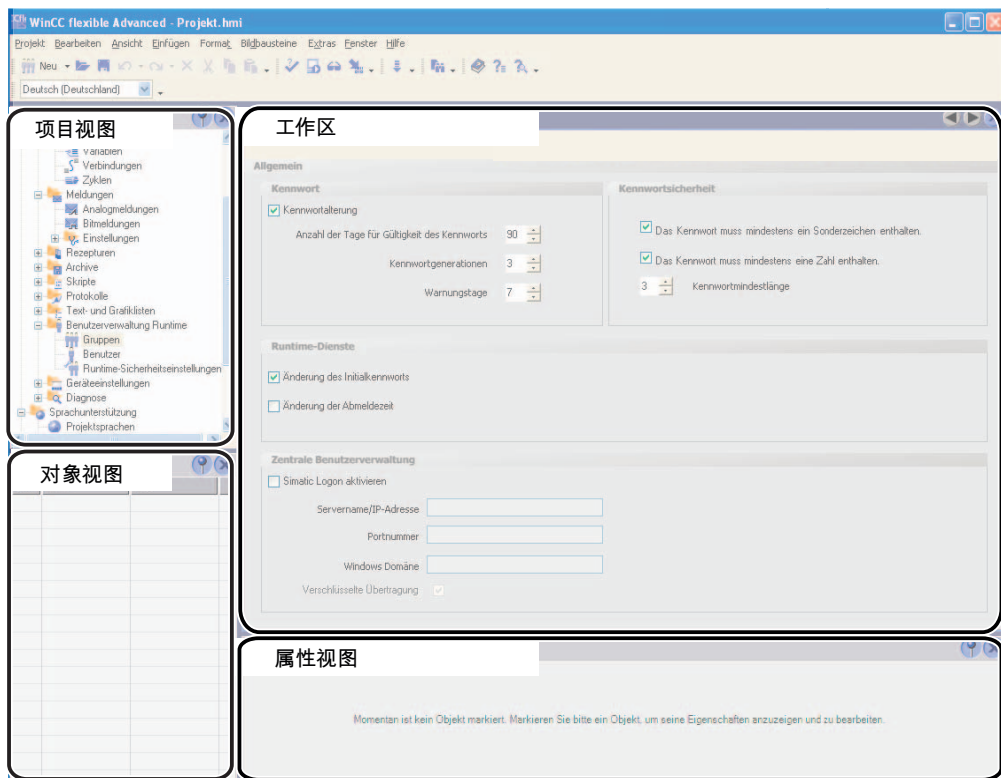 WinCC flexible Advanced - Projekt.hmi
Projekt Bearbeiten Ansicht Einfügen Format Bildbausteine Extras Fenster Hilfe
Neu
Deutsch (Deutschland)
项目视图
Variablen
Verbindungen
Zyklen
Meldungen
Analogmeldungen
Bitmeldungen
Einstellungen
Rezepturen
Archive
Skripte
Protokolle
Text- und Grafiklisten
Benutzerverwaltung Runtime
Gruppen
Benutzer
Runtime-Sicherheitseinstellungen
Geräteeinstellungen
Diagnose
Sprachunterstützung
Projektsprachen
对象视图
工作区
Allgemein
Kennwort
Kennwortalterung
Anzahl der Tage für Gültigkeit des Kennworts 90
Kennwortgenerationen 3
Warnungstage 7
Kennwortsicherheit
Das Kennwort muss mindestens ein Sonderzeichen enthalten.
Das Kennwort muss mindestens eine Zahl enthalten.
3 Kennwortmindestlänge
Runtime-Dienste
Änderung des Initialkennworts
Änderung der Abmeldezeit
Zentrale Benutzerverwaltung
Simatic Logon aktivieren
Servername/IP-Adresse
Portnummer
Windows Domäne
Verschlüsselte Übertragung
属性视图
Momentan ist kein Objekt markiert. Markieren Sie bitte ein Objekt, um seine Eigenschaften anzuzeigen und zu bearbeiten.